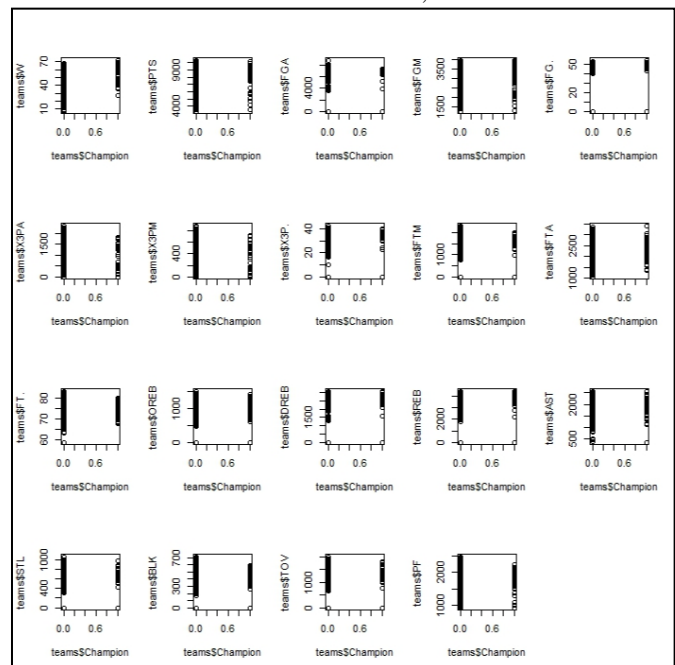 teams$W
10 40 70
0.0 0.6
teams$Champion
teams$PTS
4000 9000
0.0 0.6
teams$Champion
teams$FGA
0 4000
0.0 0.6
teams$Champion
teams$FGM
1500 3500
0.0 0.6
teams$Champion
teams$FG.
0 20 50
0.0 0.6
teams$Champion
teams$X3PA
0 1500
0.0 0.6
teams$Champion
teams$X3PM
0 400
0.0 0.6
teams$Champion
teams$X3P.
0 20 40
0.0 0.6
teams$Champion
teams$FTM
0 1000
0.0 0.6
teams$Champion
teams$FTA
1000 2500
0.0 0.6
teams$Champion
teams$FT.
60 70 80
0.0 0.6
teams$Champion
teams$OREB
0 1000
0.0 0.6
teams$Champion
teams$DREB
0 1500
0.0 0.6
teams$Champion
teams$REB
0 2000
0.0 0.6
teams$Champion
teams$AST
500 2000
0.0 0.6
teams$Champion
teams$STL
0 400 1000
0.0 0.6
teams$Champion
teams$BLK
0 300 700
0.0 0.6
teams$Champion
teams$TOV
0 1000
0.0 0.6
teams$Champion
teams$PF
1000 2000
0.0 0.6
teams$Champion